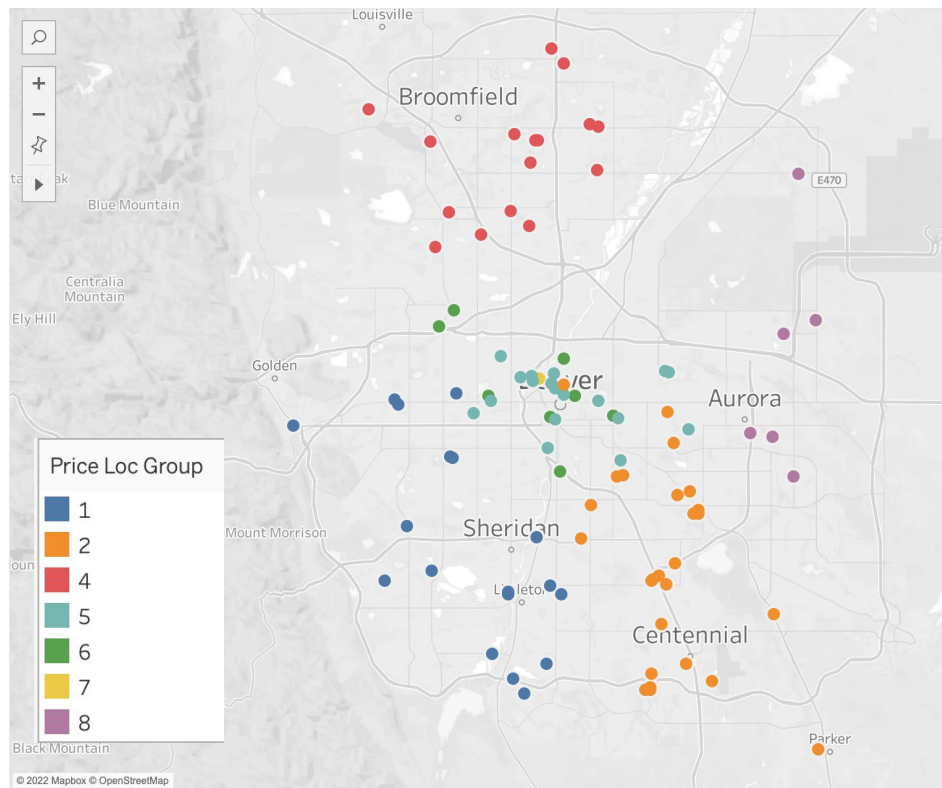 Louisville
Broomfield
E470
Blue Mountain
Centralia
Mountain
Ely Hill
Golden
Aurora
Price Loc Group
1
2
4
5
6
7
8
Mount Morrison
Sheridan
Centennial
Parker
Black Mountain
© 2022 Mapbox © OpenStreetMap